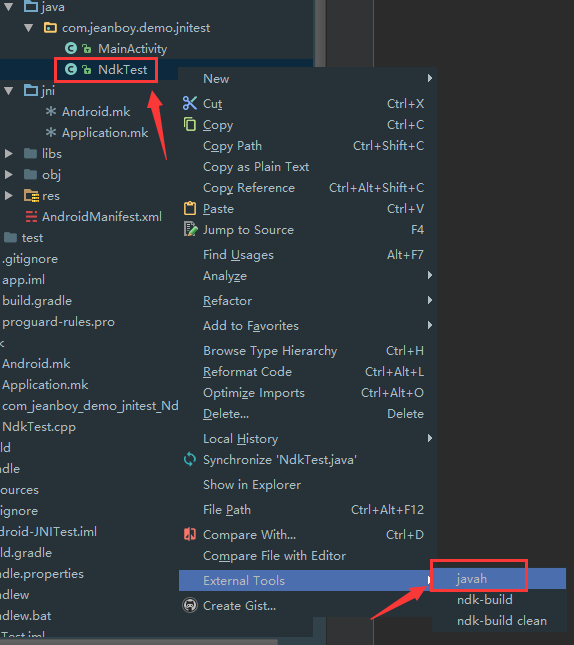 java
com.jeanboy.demo.jnitest
MainActivity
NdkTest
jni
Android.mk
Application.mk
libs
obj
res
AndroidManifest.xml
test
.gitignore
app.iml
build.gradle
proguard-rules.pro
k
Android.mk
Application.mk
com_jeanboy_demo_jnitest_Nd
NdkTest.cpp
ld
dle
ources
ignore
droid-JNITest.iml
ld.gradle
dle.properties
dlew
dlew.bat
Test.iml
New
Cut Ctrl+X
Copy Ctrl+C
Copy Path Ctrl+Shift+C
Copy as Plain Text
Copy Reference Ctrl+Alt+Shift+C
Paste Ctrl+V
Jump to Source F4
Find Usages Alt+F7
Analyze
Refactor
Add to Favorites
Browse Type Hierarchy Ctrl+H
Reformat Code Ctrl+Alt+L
Optimize Imports Ctrl+Alt+O
Delete... Delete
Local History
Synchronize 'NdkTest.java'
Show in Explorer
File Path Ctrl+Alt+F12
Compare With... Ctrl+D
Compare File with Editor
External Tools
Create Gist...
javah
ndk-build
ndk-build clean